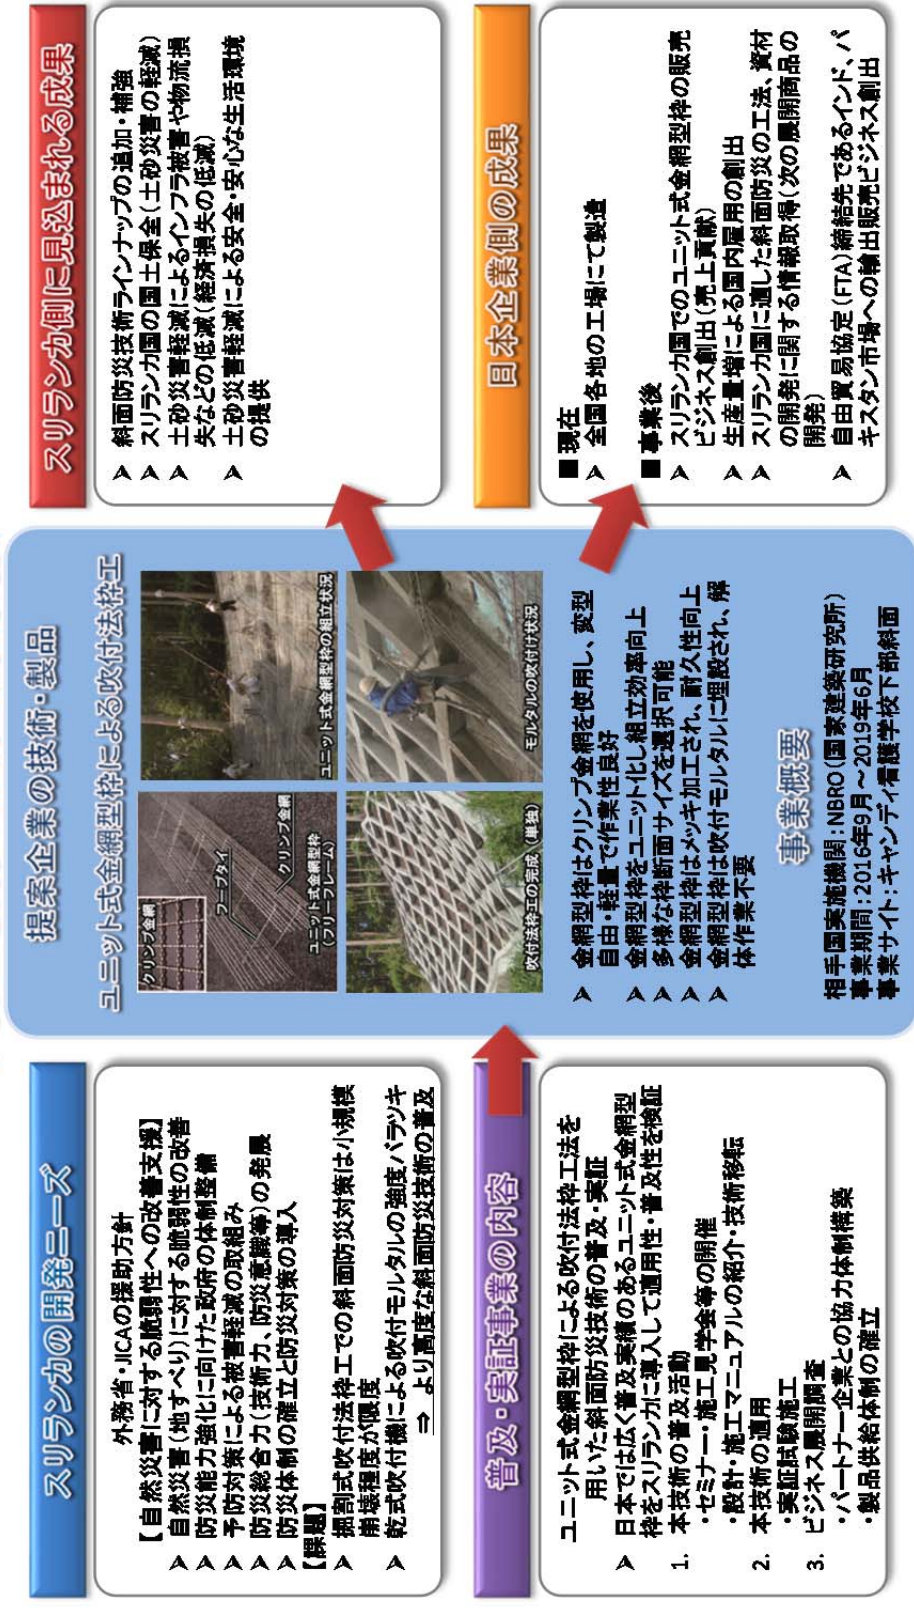 スリランカの開発ニーズ
外務省・JICAの援助方針
【自然災害に対する脆弱性への改善支援】
➢ 自然災害(地すべり)に対する脆弱性の改善
➢ 防災能力強化に向けた政府の体制整備
➢ 予防対策による被害軽減の取組み
➢ 防災総合力(技術力、防災意識等)の発展
➢ 防災体制の確立と防災対策の導入
【課題】
➢ 掘割式吹付法枠工での斜面防災対策は小規模
崩壊程度が限度
➢ 乾式吹付機による吹付モルタルの強度バラツキ
⇒ より高度な斜面防災技術の普及
普及・実証事業の内容
ユニット式金網型枠による吹付法枠工法を
用いた斜面防災技術の普及・実証
➢ 日本では広く普及実績のあるユニット式金網型
枠をスリランカに導入して適用性・普及性を検証
1. 本技術の普及活動
・セミナー・施工見学会等の開催
・設計・施工マニュアルの紹介・技術移転
2. 本技術の適用
・実証試験施工
3. ビジネス展開調査
・パートナー企業との協力体制構築
・製品供給体制の確立
提案企業の技術・製品
ユニット式金網型枠による吹付法枠工
クリンプ金網
フープタイ
クリンプ金網
ユニット式金網型枠
(フリーフレーム)
ユニット式金網型枠の組立状況
吹付法枠工の完成(単独)
モルタルの吹付け状況
➢ 金網型枠はクリンプ金網を使用し、変型
自由・軽量で作業性良好
➢ 金網型枠をユニット化し組立効率向上
➢ 多様な枠断面サイズを選択可能
➢ 金網型枠はメッキ加工され、耐久性向上
➢ 金網型枠は吹付モルタルに埋設され、解
体作業不要
事業概要
相手国実施機関:NBRO(国家建築研究所)
事業期間:2016年9月～2019年6月
事業サイト:キャンディ看護学校下部斜面
スリランカ側に見込まれる成果
➢ 斜面防災技術ラインナップの追加・補強
➢ スリランカ国の国土保全(土砂災害の軽減)
➢ 土砂災害軽減によるインフラ被害や物流損
失などの低減(経済損失の低減)
➢ 土砂災害軽減による安全・安心な生活環境
の提供
日本企業側の成果
■現在
➢ 全国各地の工場にて製造
■事業後
➢ スリランカ国でのユニット式金網型枠の販売
ビジネス創出(売上貢献)
➢ 生産量増による国内雇用の創出
➢ スリランカ国に適した斜面防災の工法、資材
の開発に関する情報取得(次の展開商品の
開発)
➢ 自由貿易協定(FTA)締結先であるインド、パ
キスタン市場への輸出販売ビジネス創出